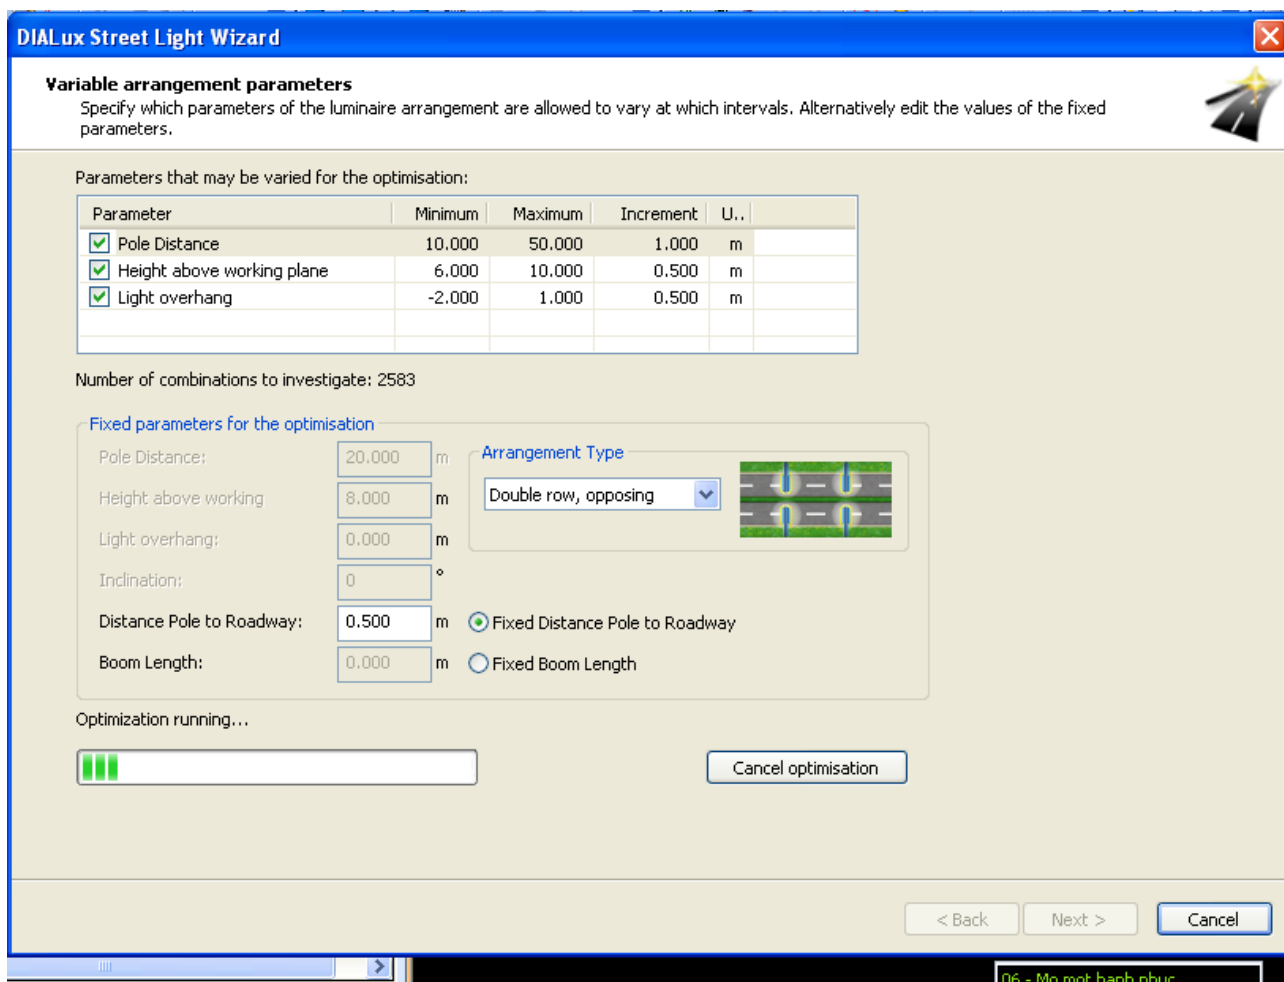 DIALux Street Light Wizard
Variable arrangement parameters
Specify which parameters of the luminaire arrangement are allowed to vary at which intervals. Alternatively edit the values of the fixed
parameters.
Parameters that may be varied for the optimisation:
Parameter Minimum Maximum Increment U..
Pole Distance 10.000 50.000 1.000 m
Height above working plane 6.000 10.000 0.500 m
Light overhang -2.000 1.000 0.500 m
Number of combinations to investigate: 2583
Fixed parameters for the optimisation
Pole Distance: 20.000 m
Arrangement Type
Height above working 8.000 m
Double row, opposing
Light overhang: 0.000 m
Inclination: 0 °
Distance Pole to Roadway: 0.500 m Fixed Distance Pole to Roadway
Boom Length: 0.000 m Fixed Boom Length
Optimization running...
Cancel optimisation
< Back Next > Cancel
06 - Mo mot hanh phuc